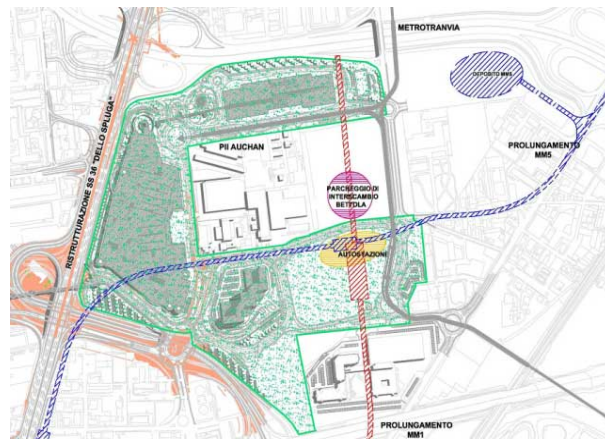 METROTRANVIA
DEPOSITO MM5
RISTRUTTURAZIONE SS 36 "DELLO SPLUGA"
PII AUCHAN
PROLUNGAMENTO
MM5
PARCHEGGIO DI
INTERSCAMBIO
BETTOLA
AUTOSTAZIONE
PROLUNGAMENTO
MM1